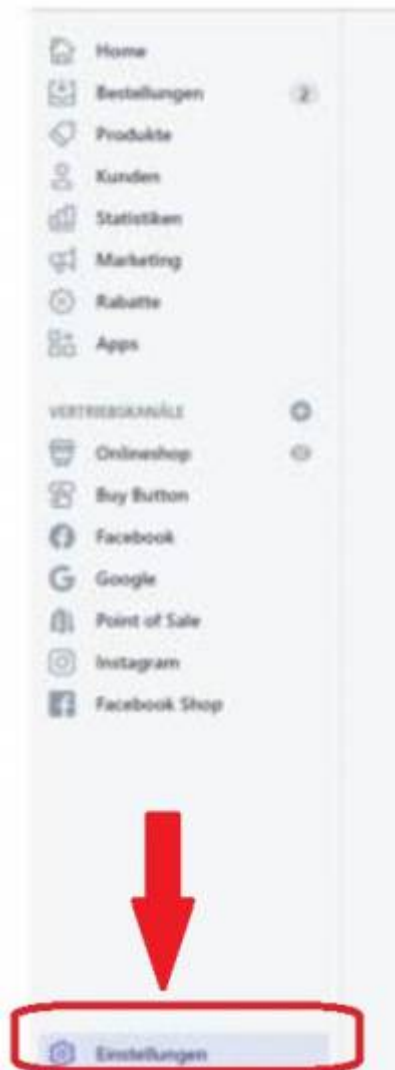 Home
Bestellungen 2
Produkte
Kunden
Statistiken
Marketing
Rabatte
Apps
VERTRIEBSKANÄLE
Onlineshop
Buy Button
Facebook
Google
Point of Sale
Instagram
Facebook Shop
Einstellungen